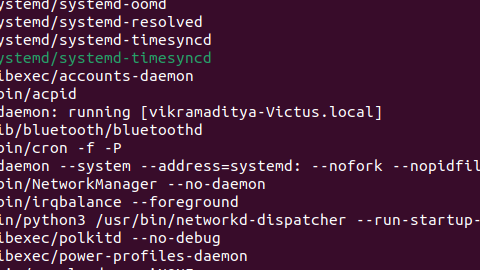 ystemd/systemd-oomd
ystemd/systemd-resolved
ystemd/systemd-timesyncd
ystemd/systemd-timesyncd
ibexec/accounts-daemon
bin/acpid
daemon: running [vikramaditya-Victus.local]
ib/bluetooth/bluetoothd
bin/cron -f -P
daemon --system --address=systemd: --nofork --nopidfil
bin/NetworkManager --no-daemon
bin/irqbalance --foreground
in/python3 /usr/bin/networkd-dispatcher --run-startup-
ibexec/polkitd --no-debug
ibexec/power-profiles-daemon